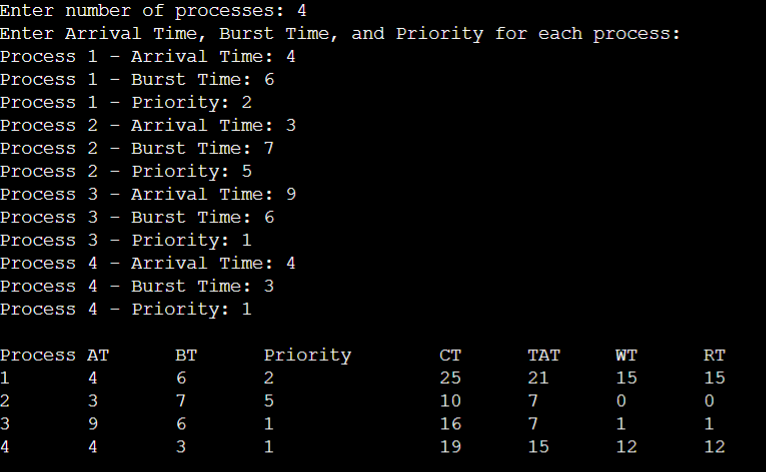 Enter number of processes: 4
Enter Arrival Time, Burst Time, and Priority for each process:
Process 1 - Arrival Time: 4
Process 1 - Burst Time: 6
Process 1 - Priority: 2
Process 2 - Arrival Time: 3
Process 2 - Burst Time: 7
Process 2 - Priority: 5
Process 3 - Arrival Time: 9
Process 3 - Burst Time: 6
Process 3 - Priority: 1
Process 4 - Arrival Time: 4
Process 4 - Burst Time: 3
Process 4 - Priority: 1
Process AT BT Priority CT TAT WT RT
1 4 6 2 25 21 15 15
2 3 7 5 10 7 0 0
3 9 6 1 16 7 1 1
4 4 3 1 19 15 12 12